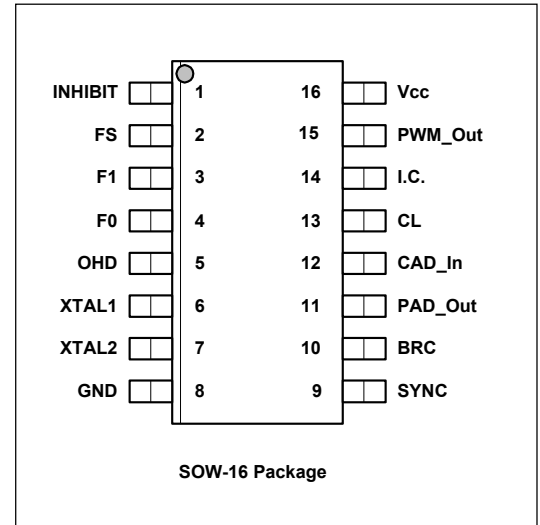 INHIBIT 1 16 Vcc
FS 2 15 PWM_Out
F1 3 14 I.C.
F0 4 13 CL
OHD 5 12 CAD_In
XTAL1 6 11 PAD_Out
XTAL2 7 10 BRC
GND 8 9 SYNC
SOW-16 Package